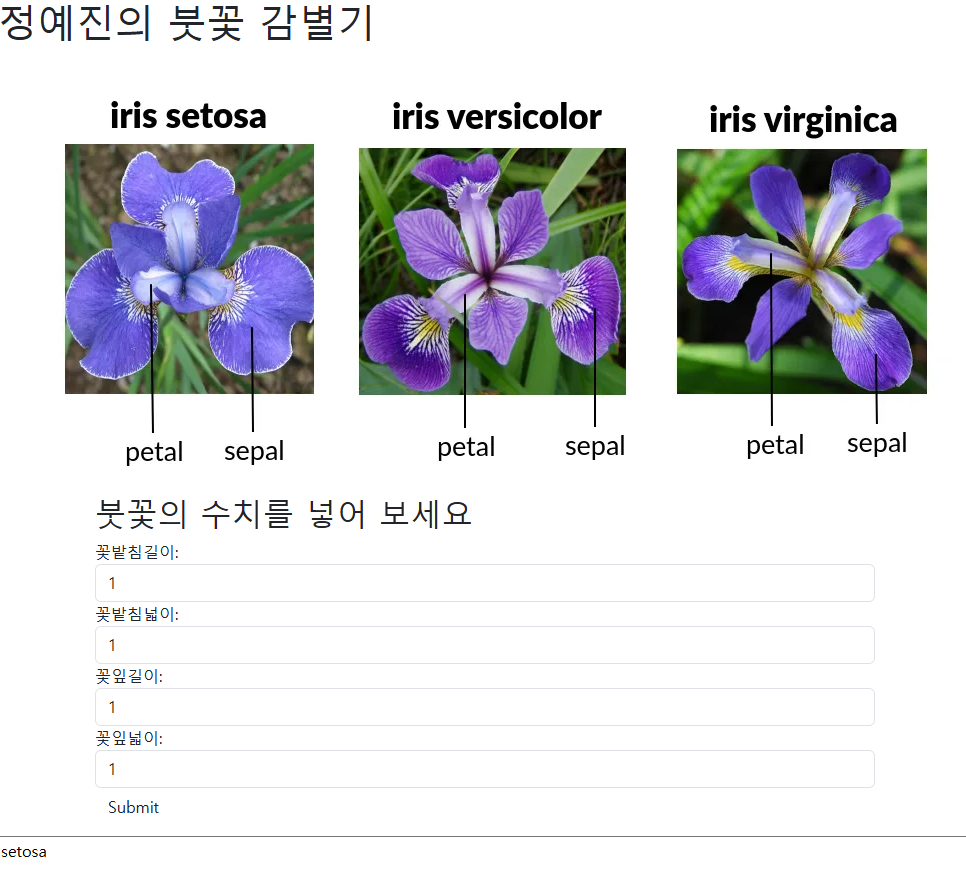 정예진의 붓꽃 감별기
iris setosa iris versicolor iris virginica
petal sepal petal sepal petal sepal
붓꽃의 수치를 넣어 보세요
꽃밭침길이:
1
꽃밭침넓이:
1
꽃잎길이:
1
꽃잎넓이:
1
Submit
setosa